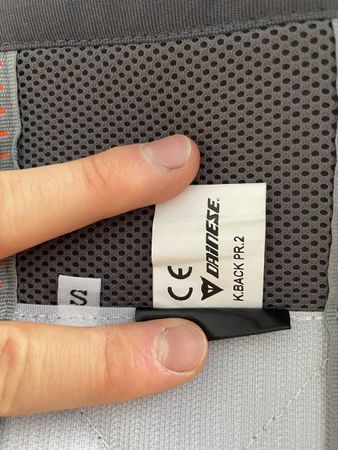 S
CE
DAINESE
K.BACK PR.2